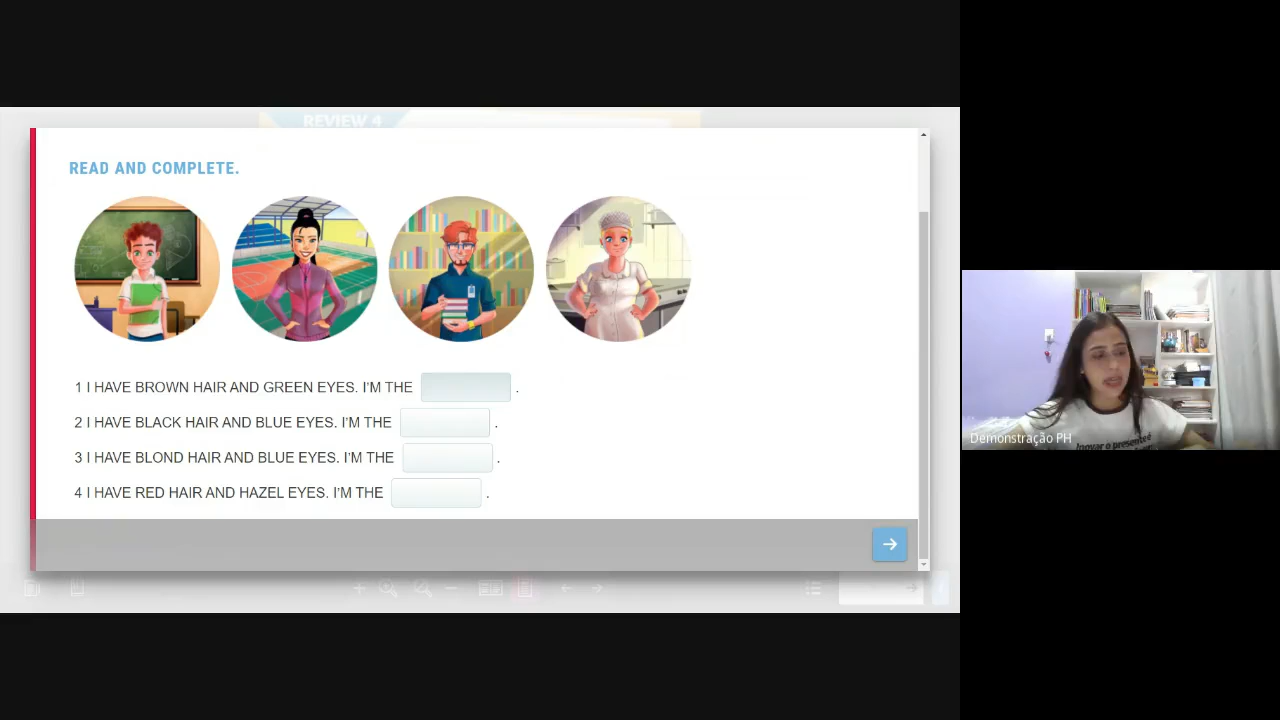 REVIEW 4
READ AND COMPLETE.
1 I HAVE BROWN HAIR AND GREEN EYES. I'M THE .
2 I HAVE BLACK HAIR AND BLUE EYES. I'M THE .
3 I HAVE BLOND HAIR AND BLUE EYES. I'M THE .
4 I HAVE RED HAIR AND HAZEL EYES. I'M THE .
Inovar o presente é
Demonstração PH